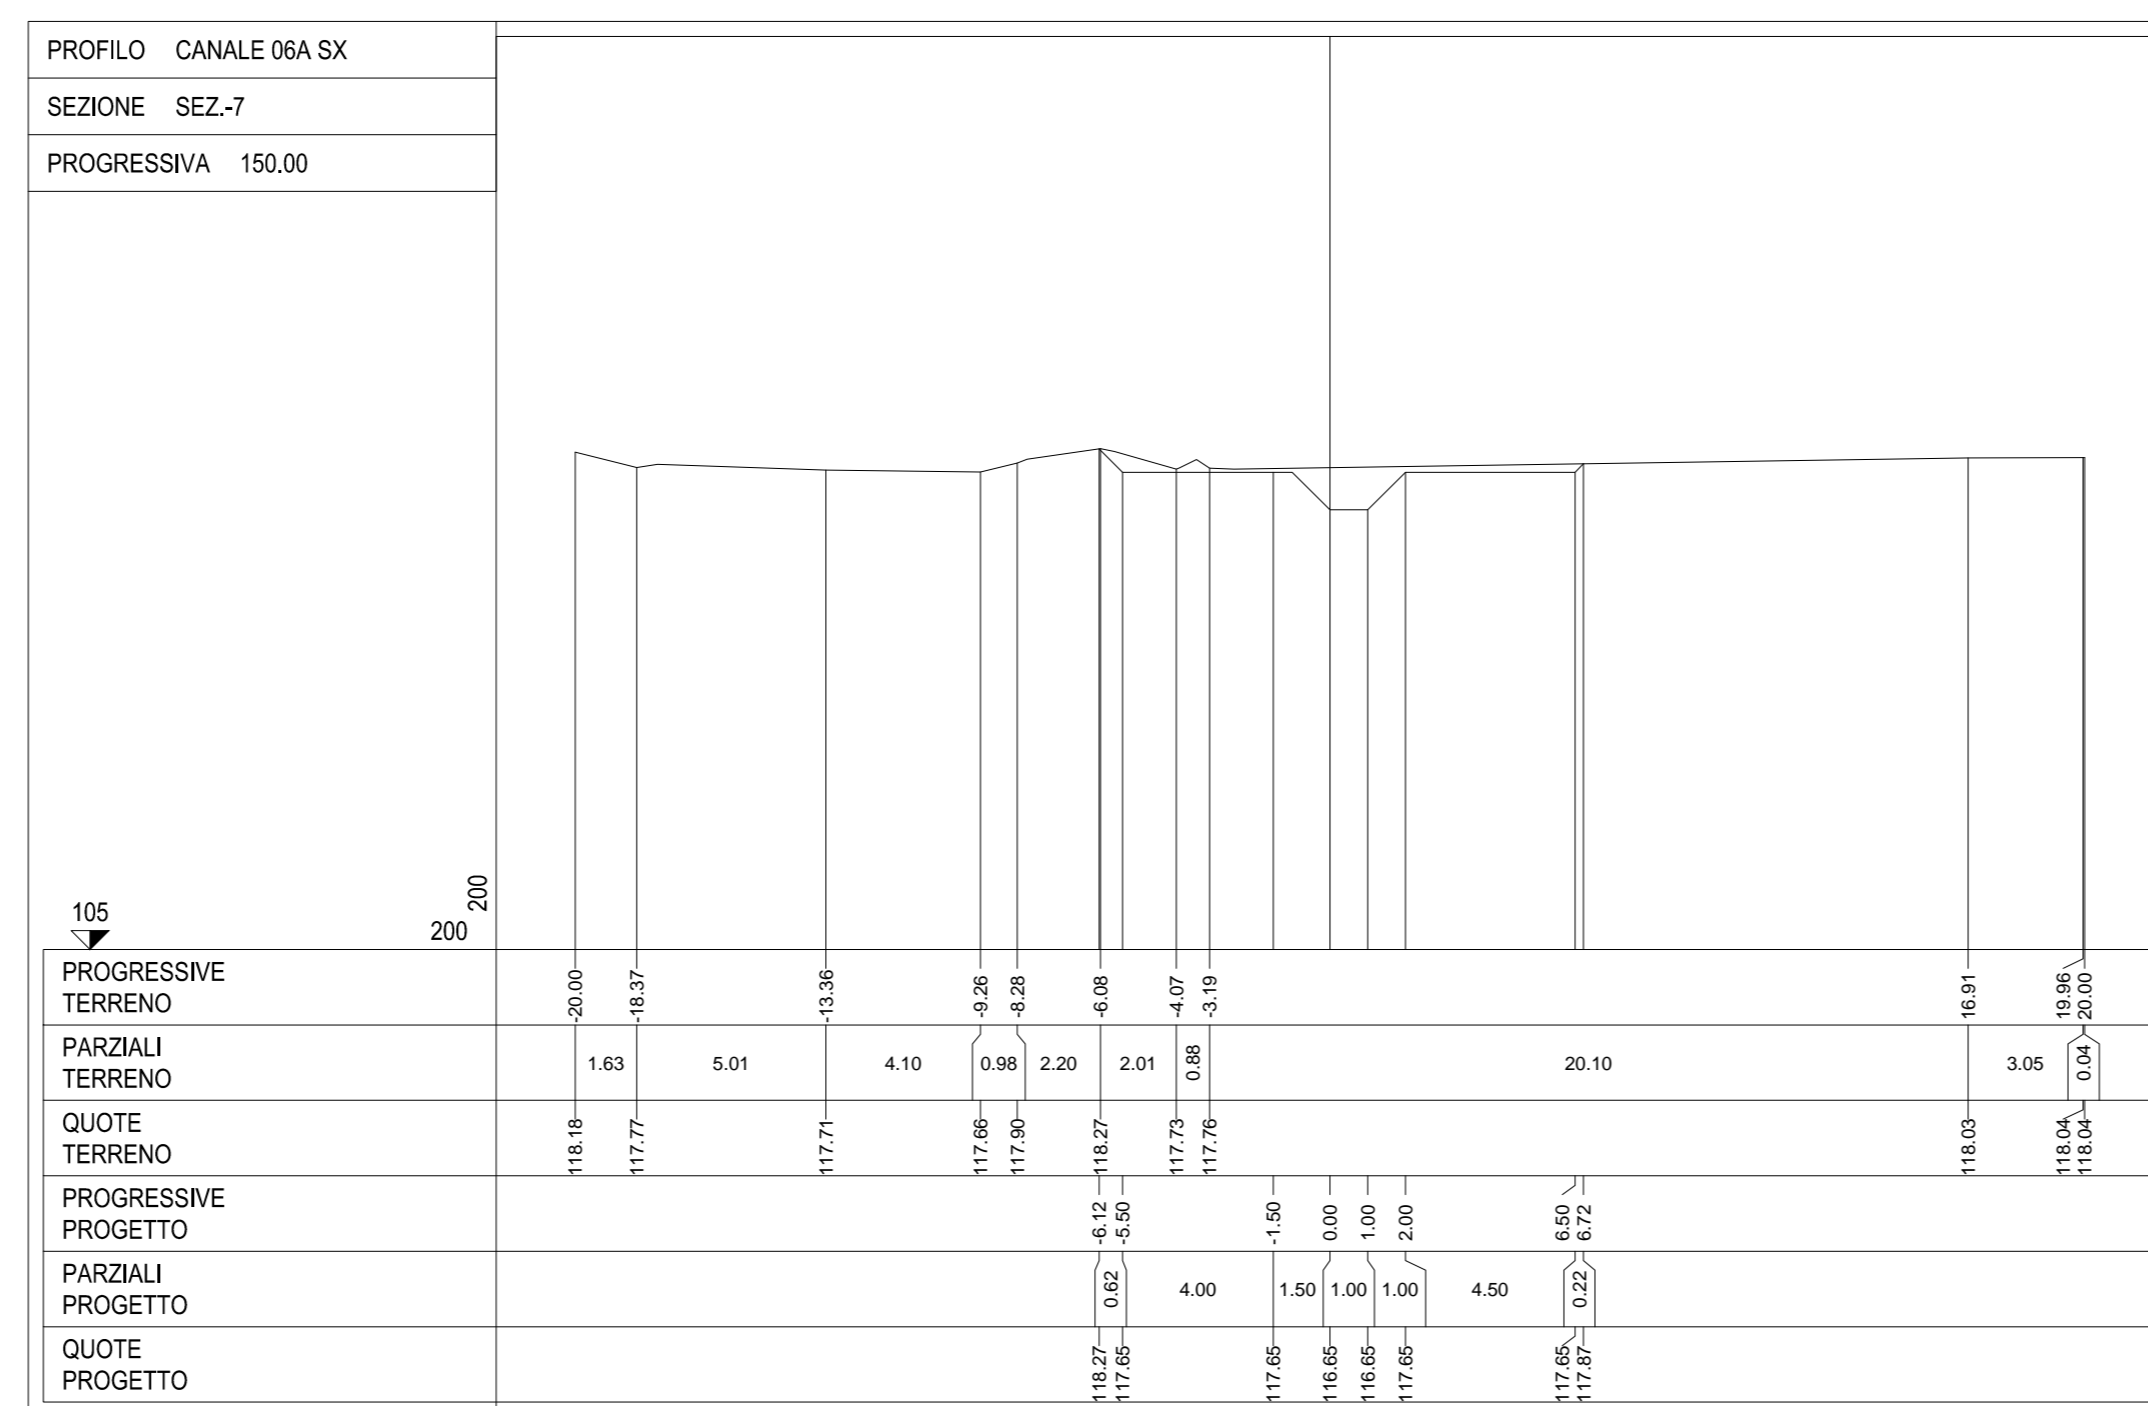 PROFILO CANALE 06A SX
SEZIONE SEZ.-7
PROGRESSIVA 150.00
200
105
200
PROGRESSIVE
TERRENO
-20.00 -18.37 -13.36 -9.26 -8.28 -6.08 -4.07 -3.19 16.91 19.96 20.00
PARZIALI
TERRENO
1.63 5.01 4.10 0.98 2.20 2.01 0.88 20.10 3.05 0.04
QUOTE
TERRENO
118.18 117.77 117.71 117.66 117.90 118.27 117.73 117.76 118.03 118.04 118.04
PROGRESSIVE
PROGETTO
-6.12 -5.50 -1.50 0.00 1.00 2.00 6.50 6.72
PARZIALI
PROGETTO
0.62 4.00 1.50 1.00 1.00 4.50 0.22
QUOTE
PROGETTO
118.27 117.65 117.65 116.65 116.65 117.65 117.65 117.87